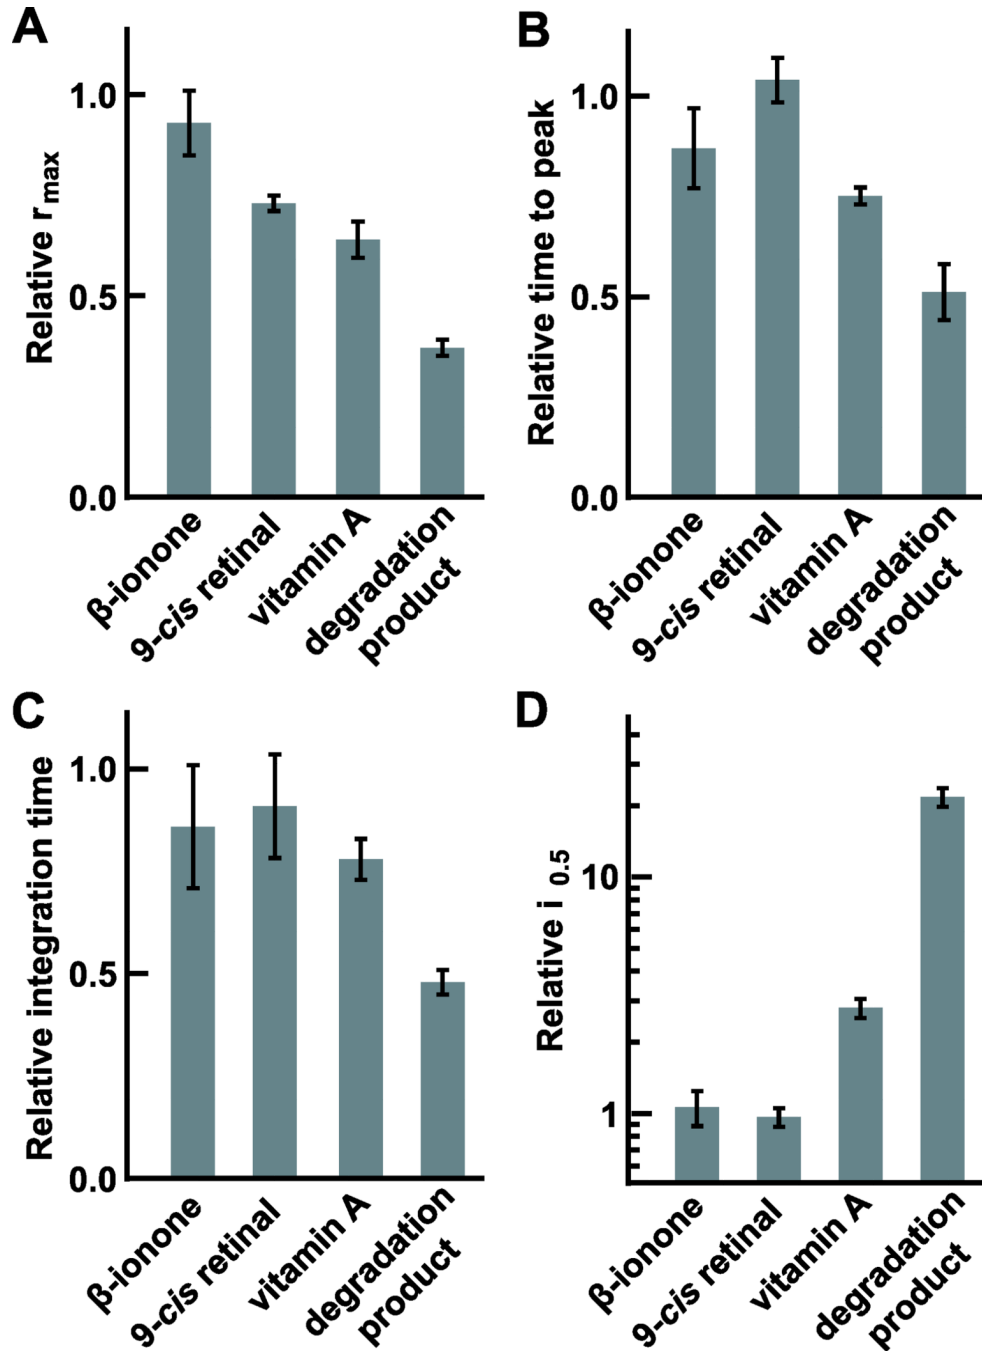 A
Relative r_max
1.0
0.5
0.0
β-ionone
9-cis retinal
vitamin A
degradation
product
B
Relative time to peak
1.0
0.5
0.0
β-ionone
9-cis retinal
vitamin A
degradation
product
C
Relative integration time
1.0
0.5
0.0
β-ionone
9-cis retinal
vitamin A
degradation
product
D
Relative i 0.5
10
1
β-ionone
9-cis retinal
vitamin A
degradation
product